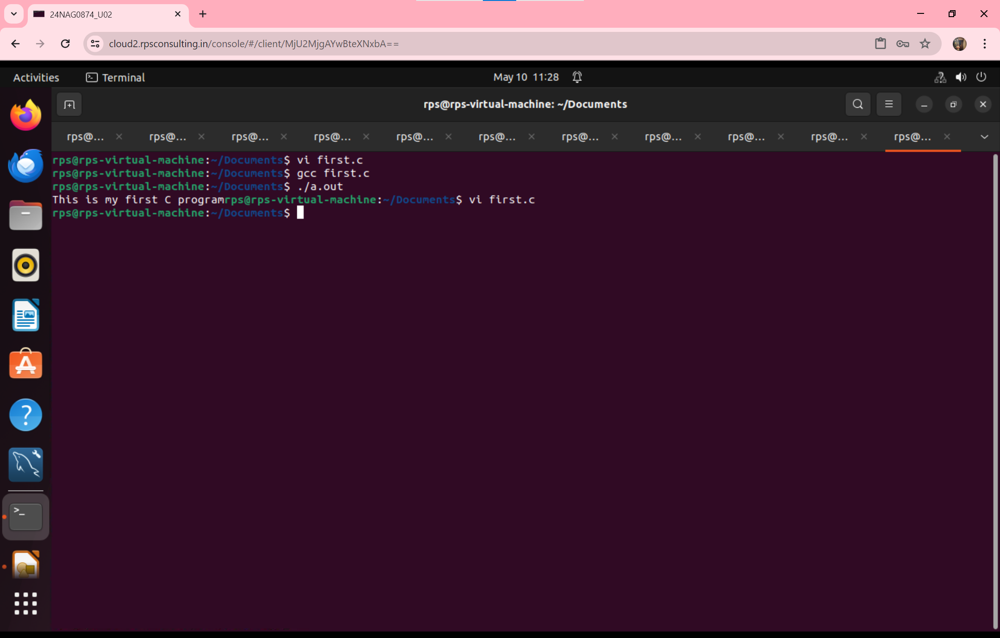 24NAG0874_U02
cloud2.rpsconsulting.in/console/#/client/MjU2MjgAYwBteXNxbA==
Activities Terminal May 10 11:28
rps@rps-virtual-machine: ~/Documents
rps@... rps@... rps@... rps@... rps@... rps@... rps@... rps@... rps@... rps@... rps@...
rps@rps-virtual-machine:~/Documents$ vi first.c
rps@rps-virtual-machine:~/Documents$ gcc first.c
rps@rps-virtual-machine:~/Documents$ ./a.out
This is my first C programrps@rps-virtual-machine:~/Documents$ vi first.c
rps@rps-virtual-machine:~/Documents$